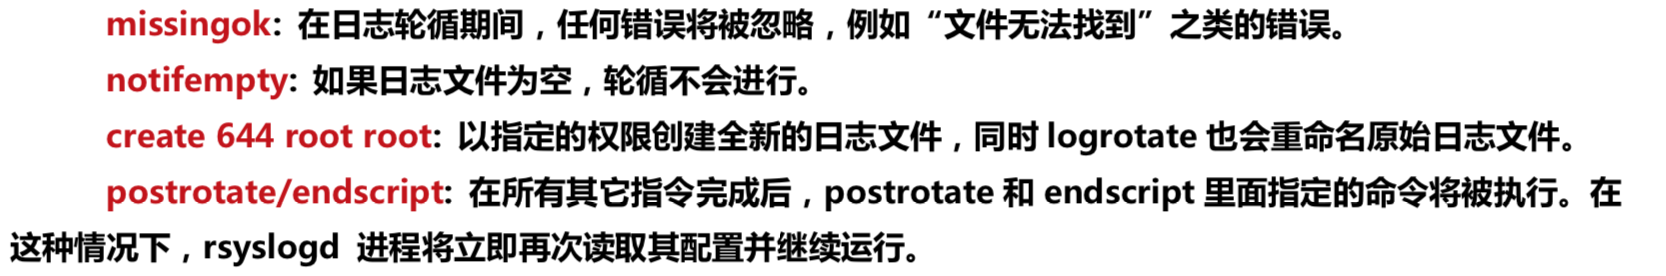 missingok: 在日志轮循期间，任何错误将被忽略，例如“文件无法找到”之类的错误。
notifempty: 如果日志文件为空，轮循不会进行。
create 644 root root: 以指定的权限创建全新的日志文件，同时 logrotate 也会重命名原始日志文件。
postrotate/endscript: 在所有其它指令完成后，postrotate 和 endscript 里面指定的命令将被执行。在
这种情况下，rsyslogd 进程将立即再次读取其配置并继续运行。